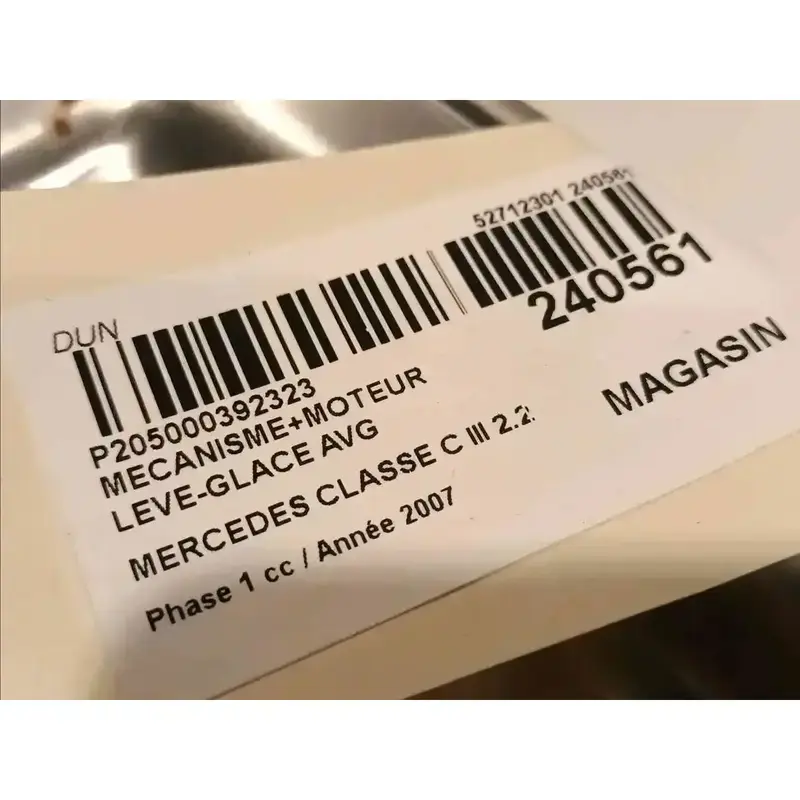 52712301 240561
DUN
240561
MAGASIN
P205000392323
MECANISME+MOTEUR
LEVE-GLACE AVG
MERCEDES CLASSE C III 2.2
Phase 1 cc / Année 2007